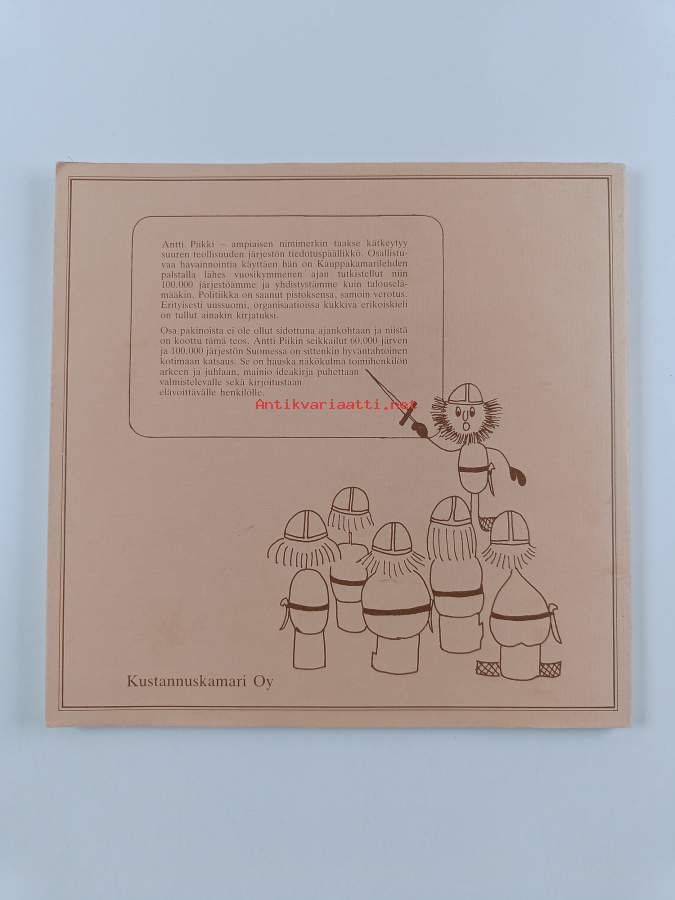 Antti Piikki – ampiaisen nimimerkin taakse kätkeytyy
suuren teollisuuden järjestön tiedotuspäällikkö. Osallistu-
vaa havainnointia käyttäen hän on Kauppakamarilehden
palstalla lähes vuosikymmenen ajan tutkistellut niin
100.000 järjestöämme ja yhdistystämme kuin talouselä-
määkin. Politiikka on saanut pistoksensa, samoin verotus.
Erityisesti uussuomi, organisaatioissa kukkiva erikoiskieli
on tullut ainakin kirjatuksi.
Osa pakinoista ei ole ollut sidottuna ajankohtaan ja niistä
on koottu tämä teos. Antti Piikin seikkailut 60.000 järven
ja 100.000 järjestön Suomessa on sittenkin hyväntahtoinen
kotimaan katsaus. Se on hauska näkökulma toimihenkilön
arkeen ja juhlaan, mainio ideakirja puhettaan
valmistelevalle sekä kirjoitustaan
elävöittävälle henkilölle.
Antikvariaatti.net
Kustannuskamari Oy